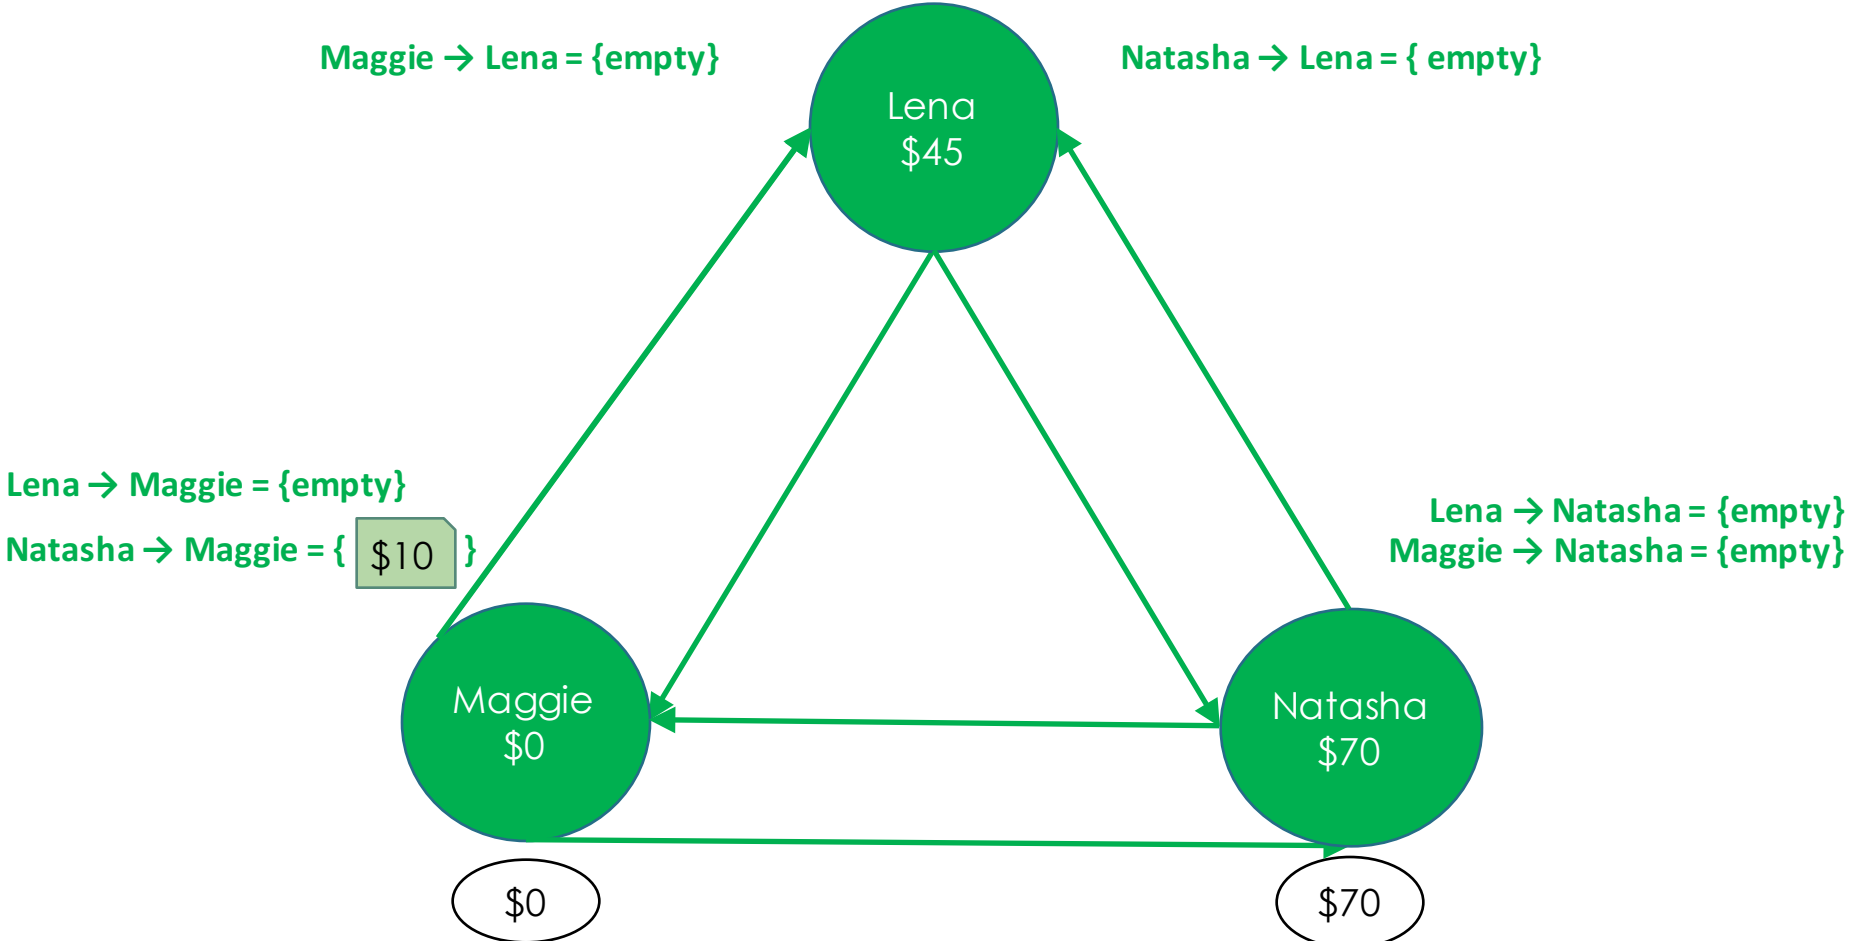 Maggie → Lena = {empty}
Natasha → Lena = { empty}
Lena
$45
Lena → Maggie = {empty}
Natasha → Maggie = { $10 }
Lena → Natasha = {empty}
Maggie → Natasha = {empty}
Maggie
$0
Natasha
$70
$0
$70